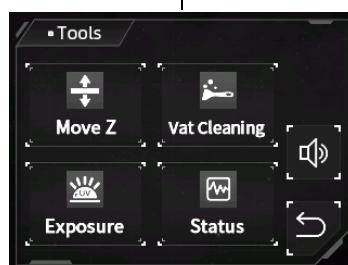 Tools
Move Z
Vat Cleaning
UV
Exposure
Status